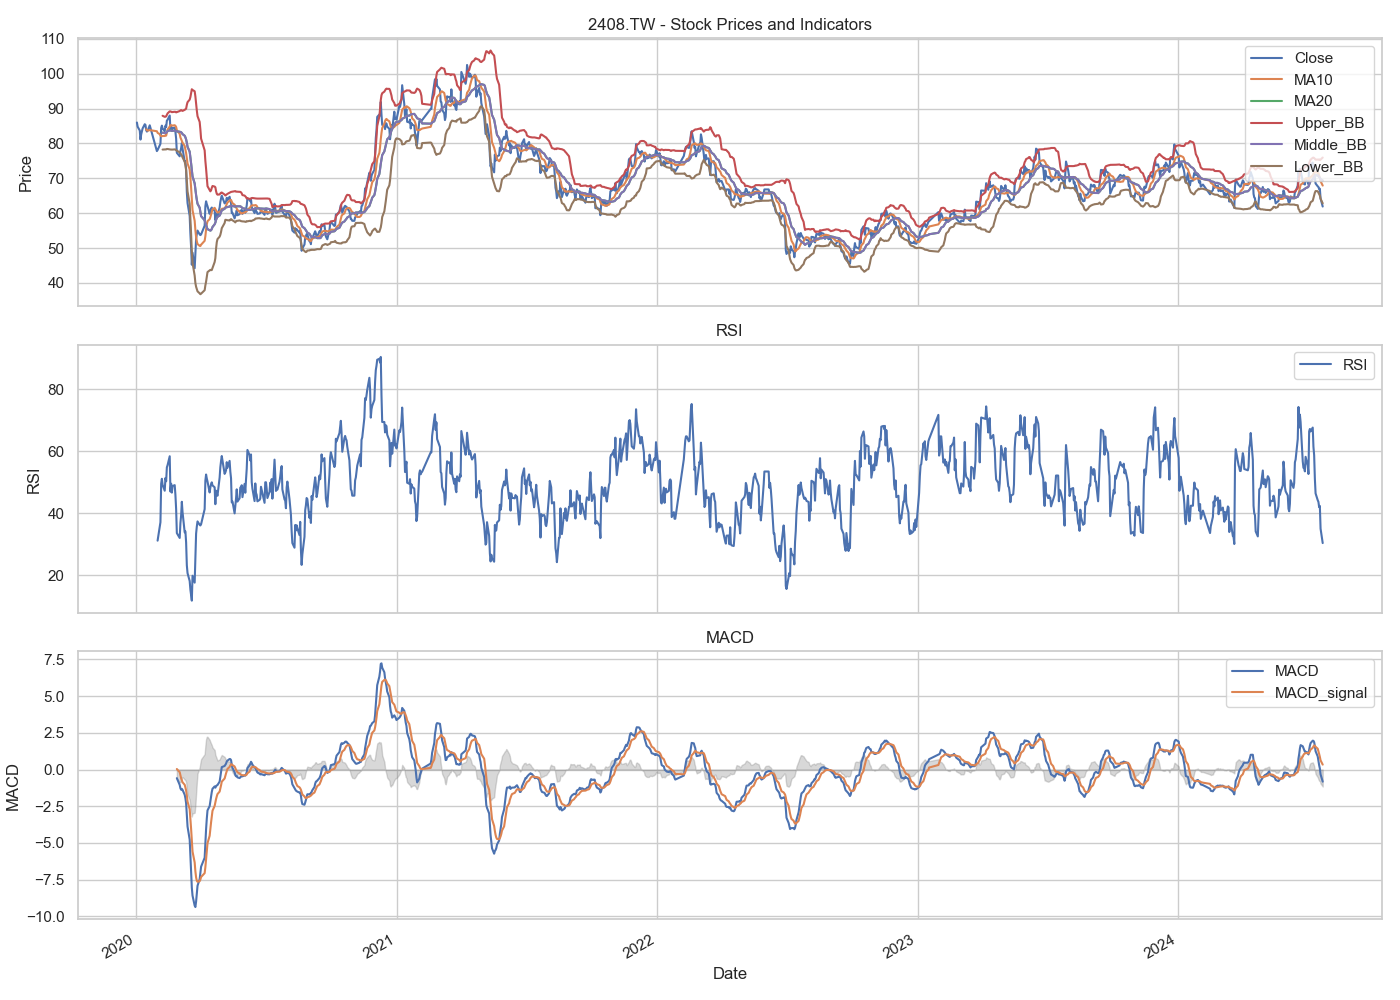 2408.TW - Stock Prices and Indicators
110
100
90
80
70
60
50
40
Price
Close
MA10
MA20
Upper_BB
Middle_BB
Lower_BB
RSI
80
60
40
20
RSI
RSI
MACD
7.5
5.0
2.5
0.0
−2.5
−5.0
−7.5
−10.0
MACD
MACD
MACD_signal
2020
2021
2022
2023
2024
Date